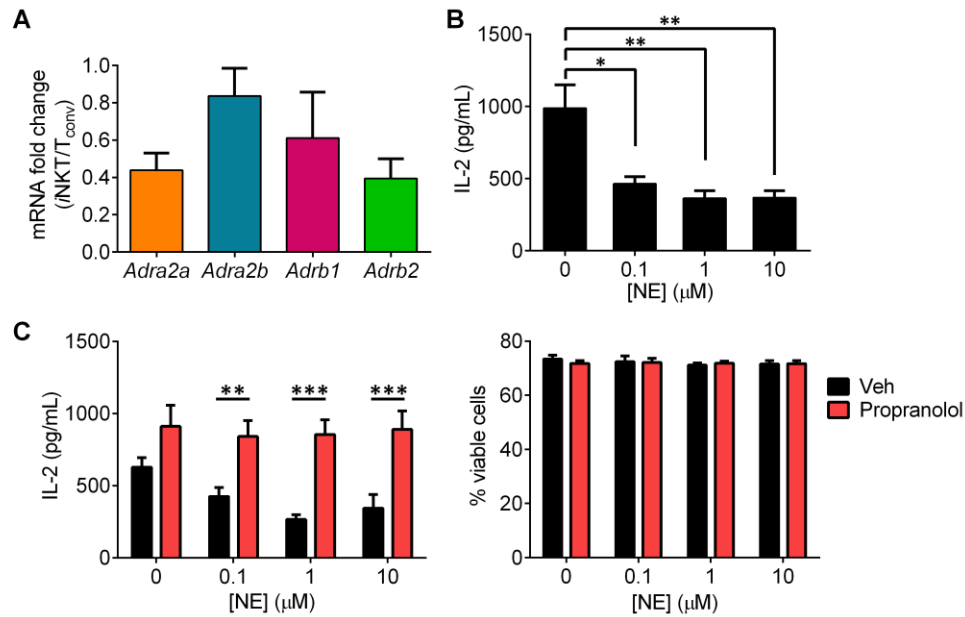 A
mRNA fold change
(iNKT/Tconv)
1.0
0.8
0.6
0.4
0.2
0.0
Adra2a Adra2b Adrb1 Adrb2
B
IL-2 (pg/mL)
1500
1000
500
0
**
**
*
0 0.1 1 10
[NE] (μM)
C
IL-2 (pg/mL)
1500
1000
500
0
** *** ***
0 0.1 1 10
[NE] (μM)
% viable cells
80
60
40
20
0
0 0.1 1 10
[NE] (μM)
Veh
Propranolol